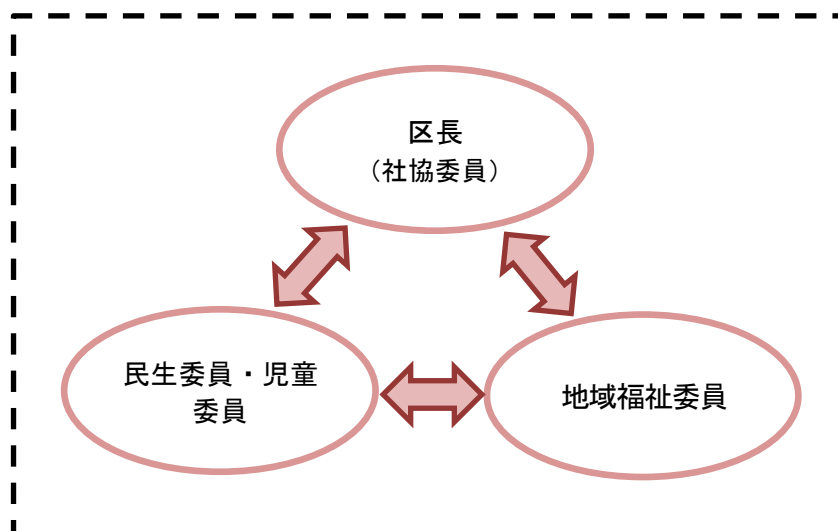 区長
（社協委員）
民生委員・児童
委員
地域福祉委員